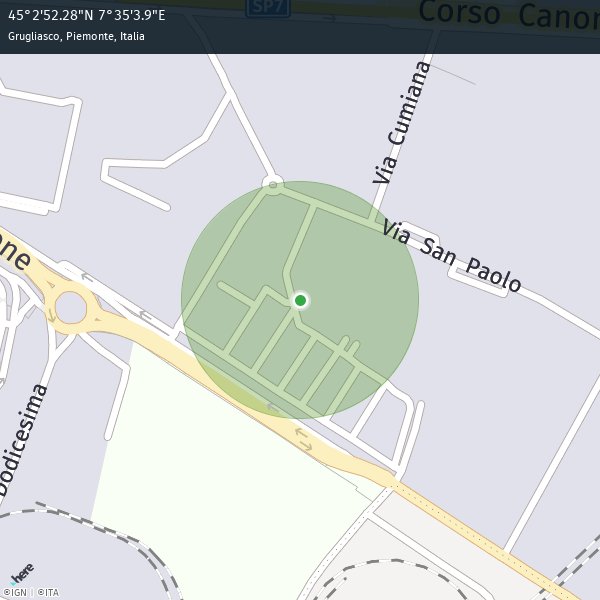 45°2'52.28"N 7°35'3.9"E
Grugliasco, Piemonte, Italia
SP7
Corso Canon
Via Cumiana
Via San Paolo
one
Dodicesima
here
©IGN | ©ITA